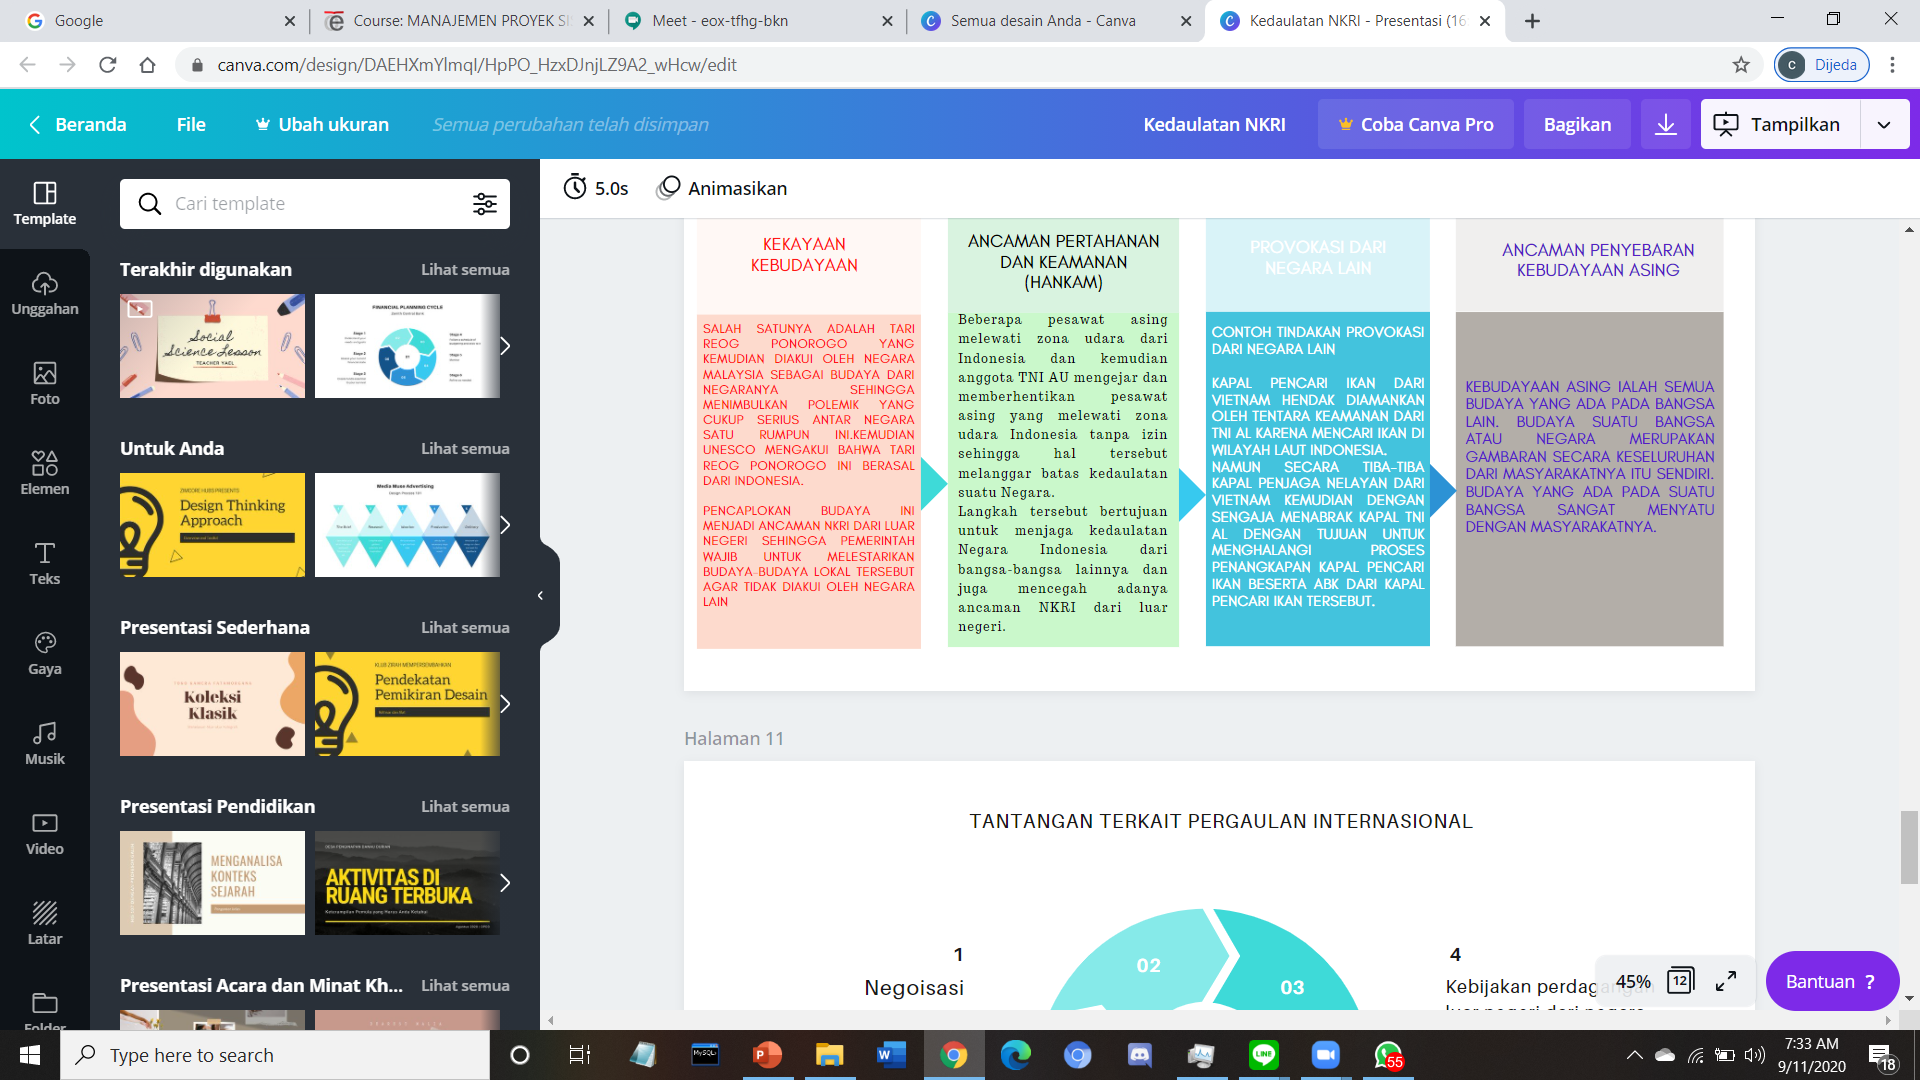 Google
Course: MANAJEMEN PROYEK SI
Meet - eox-tfhg-bkn
Semua desain Anda - Canva
Kedaulatan NKRI - Presentasi (16
canva.com/design/DAEHXmYlmqI/HpPO_HzxDJnjLZ9A2_wHcw/edit
C
Dijeda
Beranda
File
Ubah ukuran
Semua perubahan telah disimpan
Kedaulatan NKRI
Coba Canva Pro
Bagikan
Tampilkan
Template
Unggahan
Foto
Elemen
Teks
Gaya
Musik
Video
Latar
Folder
Cari template
Terakhir digunakan
Lihat semua
Social
Science Lesson
TEACHER YAEL
FINANCIAL PLANNING CYCLE
Untuk Anda
Lihat semua
Design Thinking
Approach
Media Muse Advertising
Presentasi Sederhana
Lihat semua
Koleksi
Klasik
Pendekatan
Pemikiran Desain
Presentasi Pendidikan
Lihat semua
MENGANALISA
KONTEKS
SEJARAH
AKTIVITAS DI
RUANG TERBUKA
Presentasi Acara dan Minat Kh...
Lihat semua
5.0s
Animasikan
KEKAYAAN
KEBUDAYAAN
SALAH SATUNYA ADALAH TARI
REOG PONOROGO YANG
KEMUDIAN DIAKUI OLEH NEGARA
MALAYSIA SEBAGAI BUDAYA DARI
NEGARANYA SEHINGGA
MENIMBULKAN POLEMIK YANG
CUKUP SERIUS ANTAR NEGARA
SATU RUMPUN INI.KEMUDIAN
UNESCO MENGAKUI BAHWA TARI
REOG PONOROGO INI BERASAL
DARI INDONESIA.
PENCAPLOKAN BUDAYA INI
MENJADI ANCAMAN NKRI DARI LUAR
NEGERI SEHINGGA PEMERINTAH
WAJIB UNTUK MELESTARIKAN
BUDAYA-BUDAYA LOKAL TERSEBUT
AGAR TIDAK DIAKUI OLEH NEGARA
LAIN
ANCAMAN PERTAHANAN
DAN KEAMANAN
(HANKAM)
Beberapa pesawat asing
melewati zona udara dari
Indonesia dan kemudian
anggota TNI AU mengejar dan
memberhentikan pesawat
asing yang melewati zona
udara Indonesia tanpa izin
sehingga hal tersebut
melanggar batas kedaulatan
suatu Negara.
Langkah tersebut bertujuan
untuk menjaga kedaulatan
Negara Indonesia dari
bangsa-bangsa lainnya dan
juga mencegah adanya
ancaman NKRI dari luar
negeri.
PROVOKASI DARI
NEGARA LAIN
CONTOH TINDAKAN PROVOKASI
DARI NEGARA LAIN
KAPAL PENCARI IKAN DARI
VIETNAM HENDAK DIAMANKAN
OLEH TENTARA KEAMANAN DARI
TNI AL KARENA MENCARI IKAN DI
WILAYAH LAUT INDONESIA.
NAMUN SECARA TIBA-TIBA
KAPAL PENJAGA NELAYAN DARI
VIETNAM KEMUDIAN DENGAN
SENGAJA MENABRAK KAPAL TNI
AL DENGAN TUJUAN UNTUK
MENGHALANGI PROSES
PENANGKAPAN KAPAL PENCARI
IKAN BESERTA ABK DARI KAPAL
PENCARI IKAN TERSEBUT.
ANCAMAN PENYEBARAN
KEBUDAYAAN ASING
KEBUDAYAAN ASING IALAH SEMUA
BUDAYA YANG ADA PADA BANGSA
LAIN. BUDAYA SUATU BANGSA
ATAU NEGARA MERUPAKAN
GAMBARAN SECARA KESELURUHAN
DARI MASYARAKATNYA ITU SENDIRI.
BUDAYA YANG ADA PADA SUATU
BANGSA SANGAT MENYATU
DENGAN MASYARAKATNYA.
Halaman 11
TANTANGAN TERKAIT PERGAULAN INTERNASIONAL
1
Negoisasi
02
03
4
Kebijakan perdagangan
45%
12
Bantuan ?
Type here to search
MySQL
55
7:33 AM
9/11/2020
18